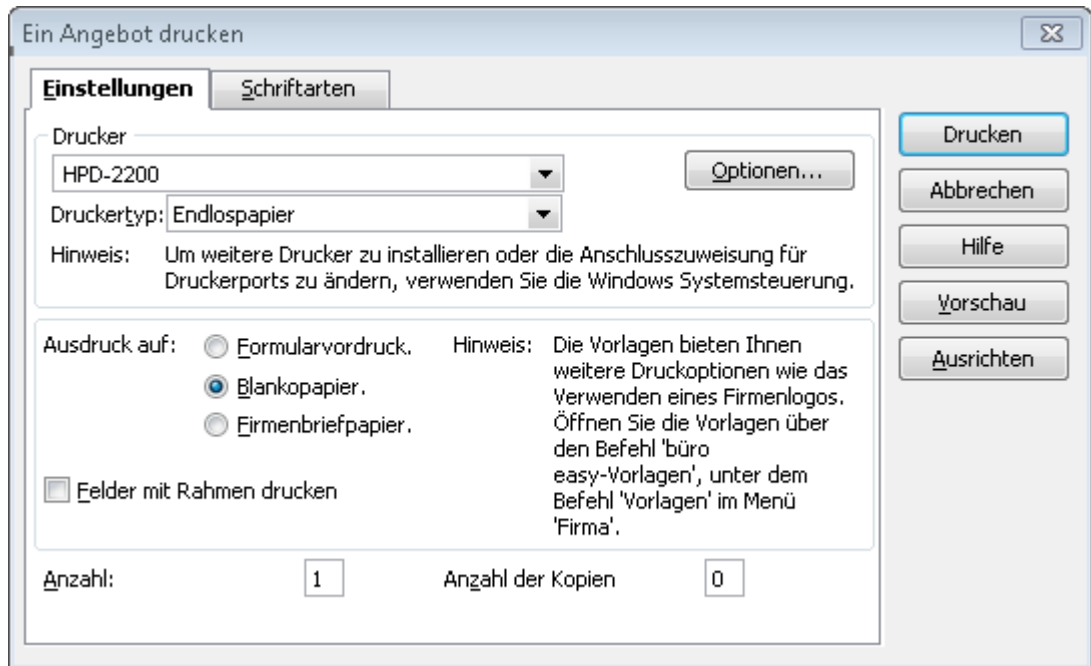 Ein Angebot drucken
Einstellungen
Schriftarten
Drucker
HPD-2200
Optionen...
Druckertyp: Endlospapier
Hinweis: Um weitere Drucker zu installieren oder die Anschlusszuweisung für
Druckerports zu ändern, verwenden Sie die Windows Systemsteuerung.
Ausdruck auf:
Formularvordruck.
Blankopapier.
Firmenbriefpapier.
Felder mit Rahmen drucken
Hinweis: Die Vorlagen bieten Ihnen
weitere Druckoptionen wie das
Verwenden eines Firmenlogos.
Öffnen Sie die Vorlagen über
den Befehl 'büro
easy-Vorlagen', unter dem
Befehl 'Vorlagen' im Menü
'Firma'.
Anzahl: 1
Anzahl der Kopien 0
Drucken
Abbrechen
Hilfe
Vorschau
Ausrichten